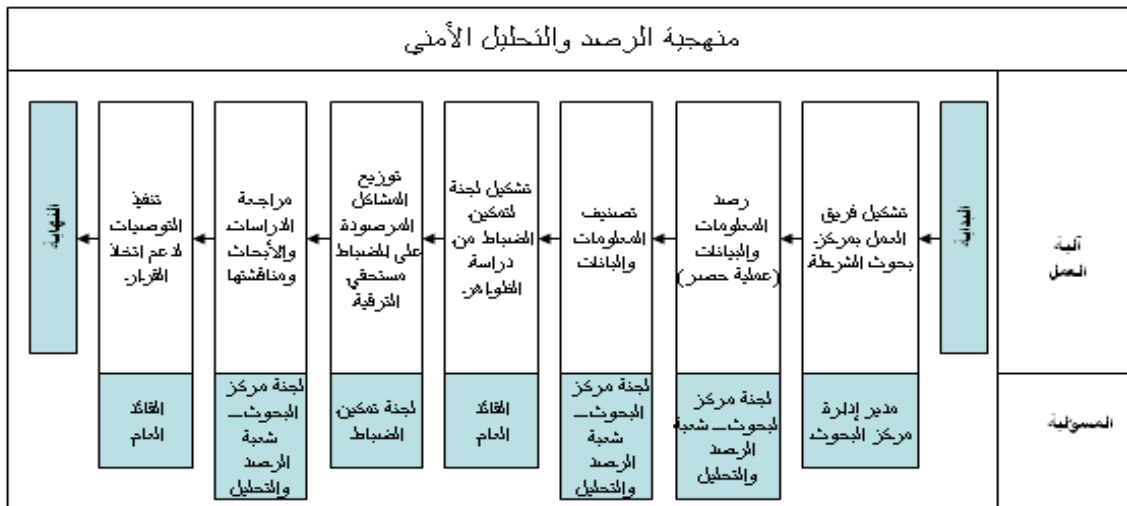 منهجية الرصد والتحليل الأمني
آلية
العمل
البداية
تشكيل فريق
العمل بمركز
بحوث الشرطة
رصد
المعلومات
والبيانات
(عملية حصر)
تصنيف
المعلومات
والبانات
تشكيل لجنة
لتمكين
الضباط من
دراسة
الظواهر
توزيع
المشاكل
المرصودة
على الضباط
مستحقي
الترقية
مراجعة
الدراسات
والأبحاث
ومناقشتها
تنفيذ
التوصيات
لدعم اتخاذ
القرار
النهاية
المسؤلية
مدير إدارة
مركز البحوث
لجنة مركز
البحوث – شعبة
الرصد
والتحليل
لجنة مركز
البحوث –
شعبة
الرصد
والتحليل
القائد
العام
لجنة تمكين
الضباط
لجنة مركز
البحوث –
شعبة
الرصد
والتحليل
القائد
العام